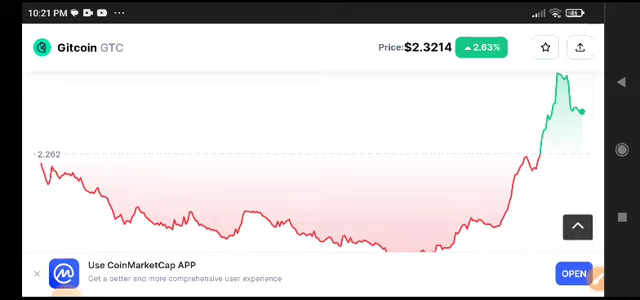 10:21 PM
Gitcoin GTC Price:$2.3214 2.63%
2.262
Use CoinMarketCap APP
Get a better and more comprehensive user experience
OPEN